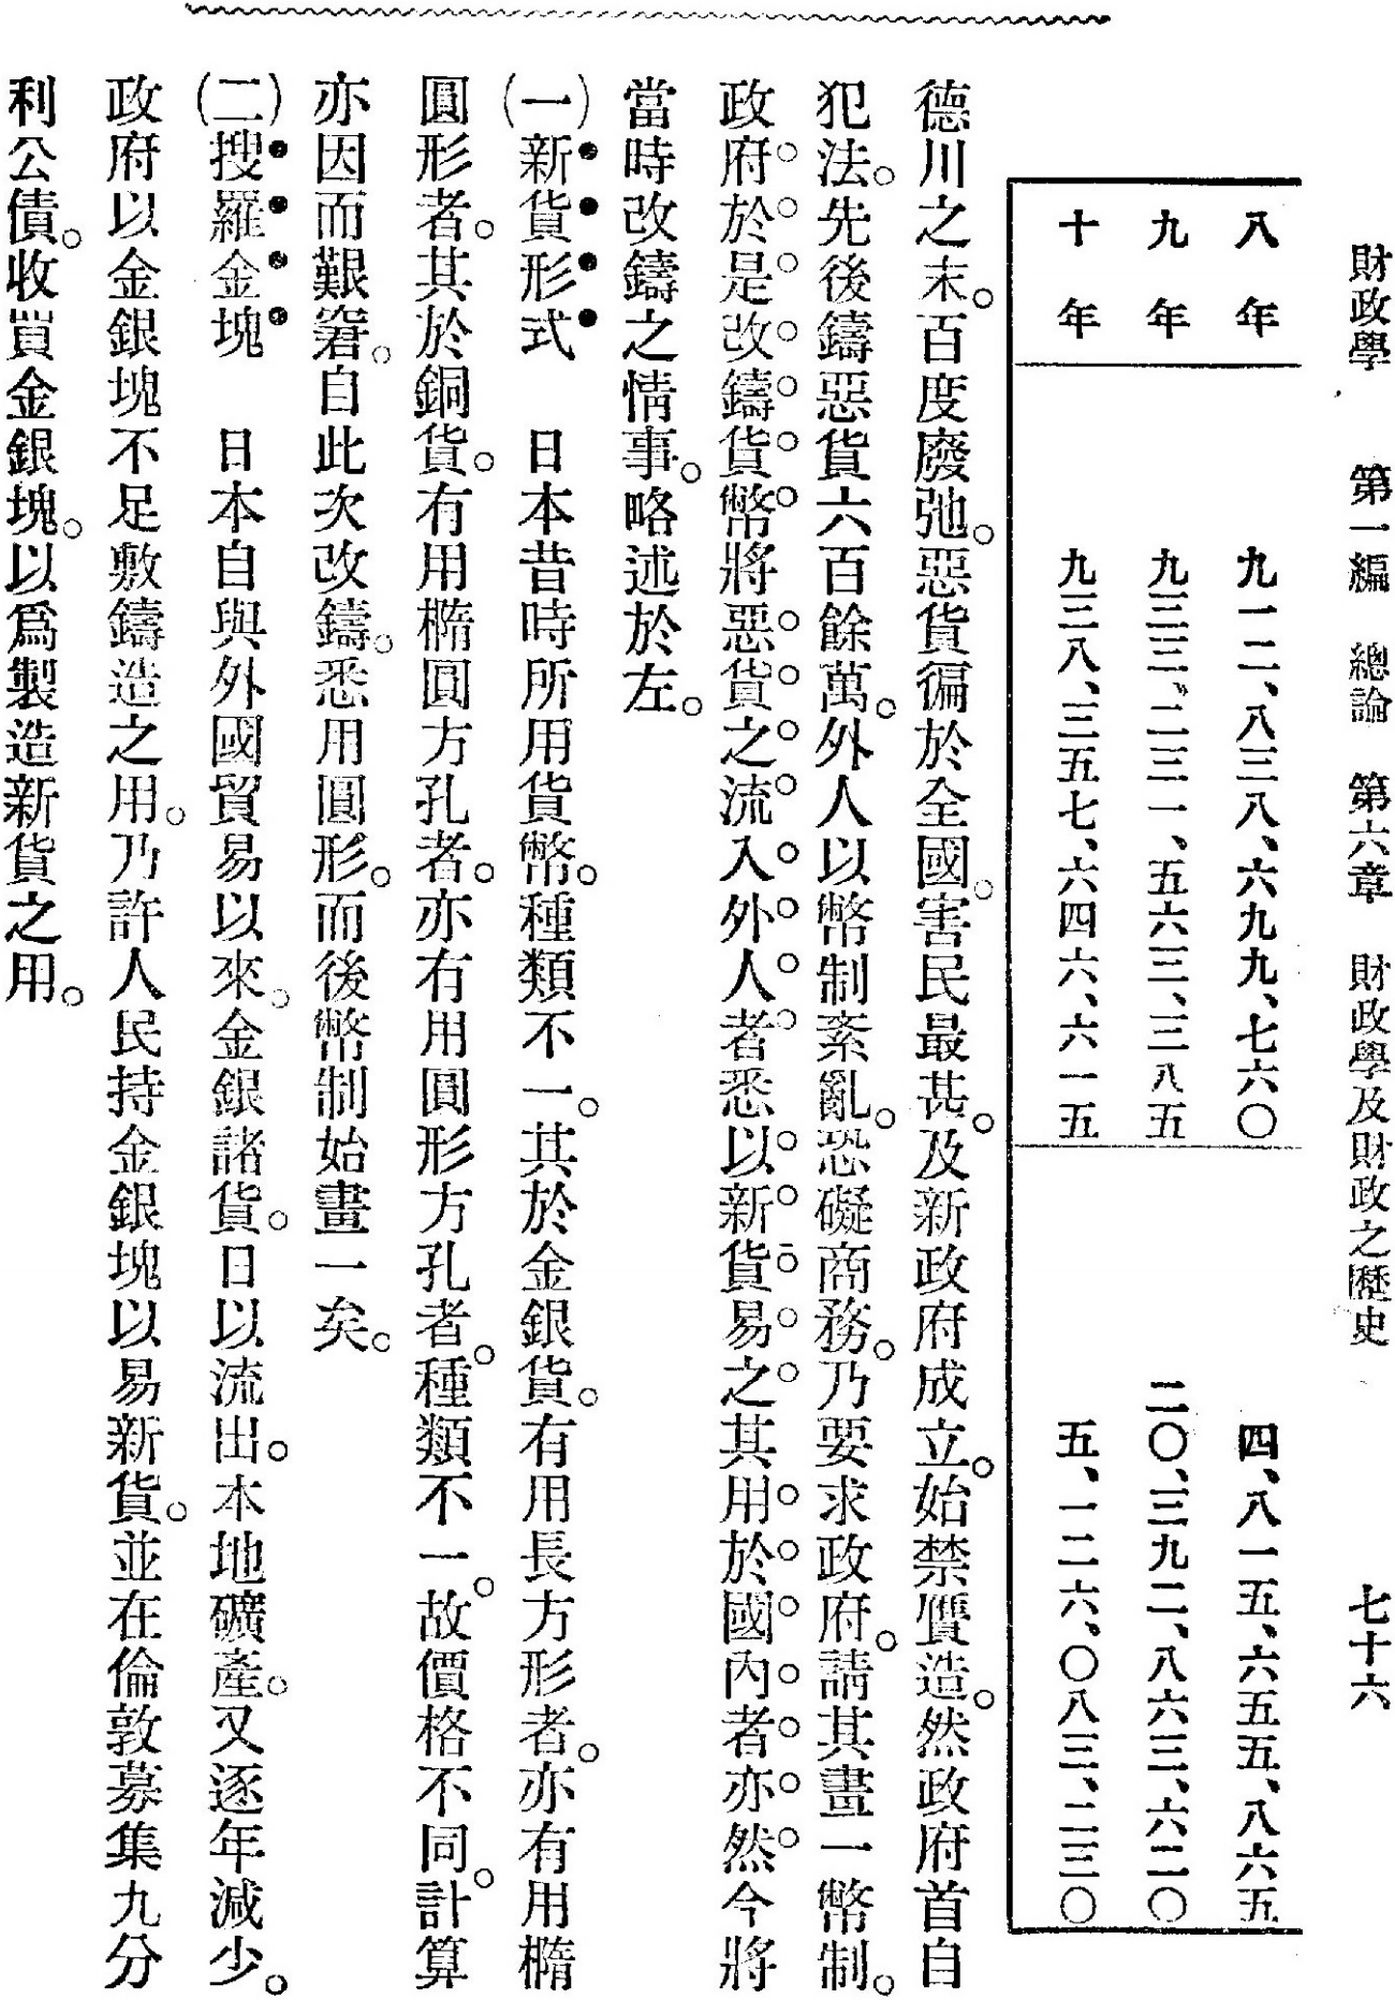 財政學　第一編　總論　第六章　財政學及財政之歷史　七十六
八年　九一二、八三八、六九九、七六〇　四、八一五、六五五、八六五
九年　九三三、二三一、五六三、三八五　二〇、三九二、八六三、六二〇
十年　九三八、三五七、六四六、六一五　五、一二六、〇八三、二三〇
德川之末。百度廢弛。惡貨徧於全國。害民最甚。及新政府成立。始禁贋造。然政府首自
犯法。先後鑄惡貨六百餘萬。外人以幣制紊亂。恐礙商務。乃要求政府。請其畫一幣制。
政府於是改鑄貨幣將惡貨之流入外人者悉以新貨易之其用於國內者亦然今將
當時改鑄之情事。略述於左。
(一)新貨形式　日本昔時所用貨幣。種類不一。其於金銀貨。有用長方形者。亦有用橢
圓形者。其於銅貨。有用橢圓方孔者。亦有用圓形方孔者。種類不一。故價格不同。計算
亦因而艱窘。自此次改鑄。悉用圓形。而後幣制始畫一矣。
(二)搜羅金塊　日本自與外國貿易以來。金銀諸貨。日以流出。本地礦產。又逐年減少。
政府以金銀塊不足敷鑄造之用。乃許人民持金銀塊以易新貨。並在倫敦募集九分
利公債。收買金銀塊。以爲製造新貨之用。